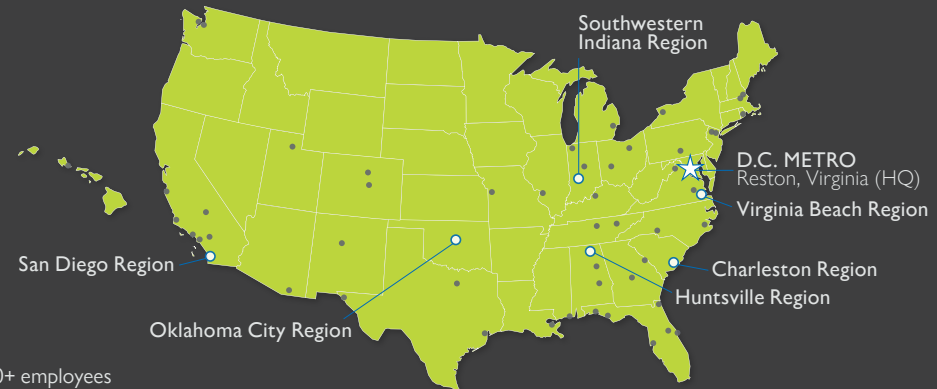 Southwestern
Indiana Region
D.C. METRO
Reston, Virginia (HQ)
Virginia Beach Region
San Diego Region
Charleston Region
Huntsville Region
Oklahoma City Region
0+ employees